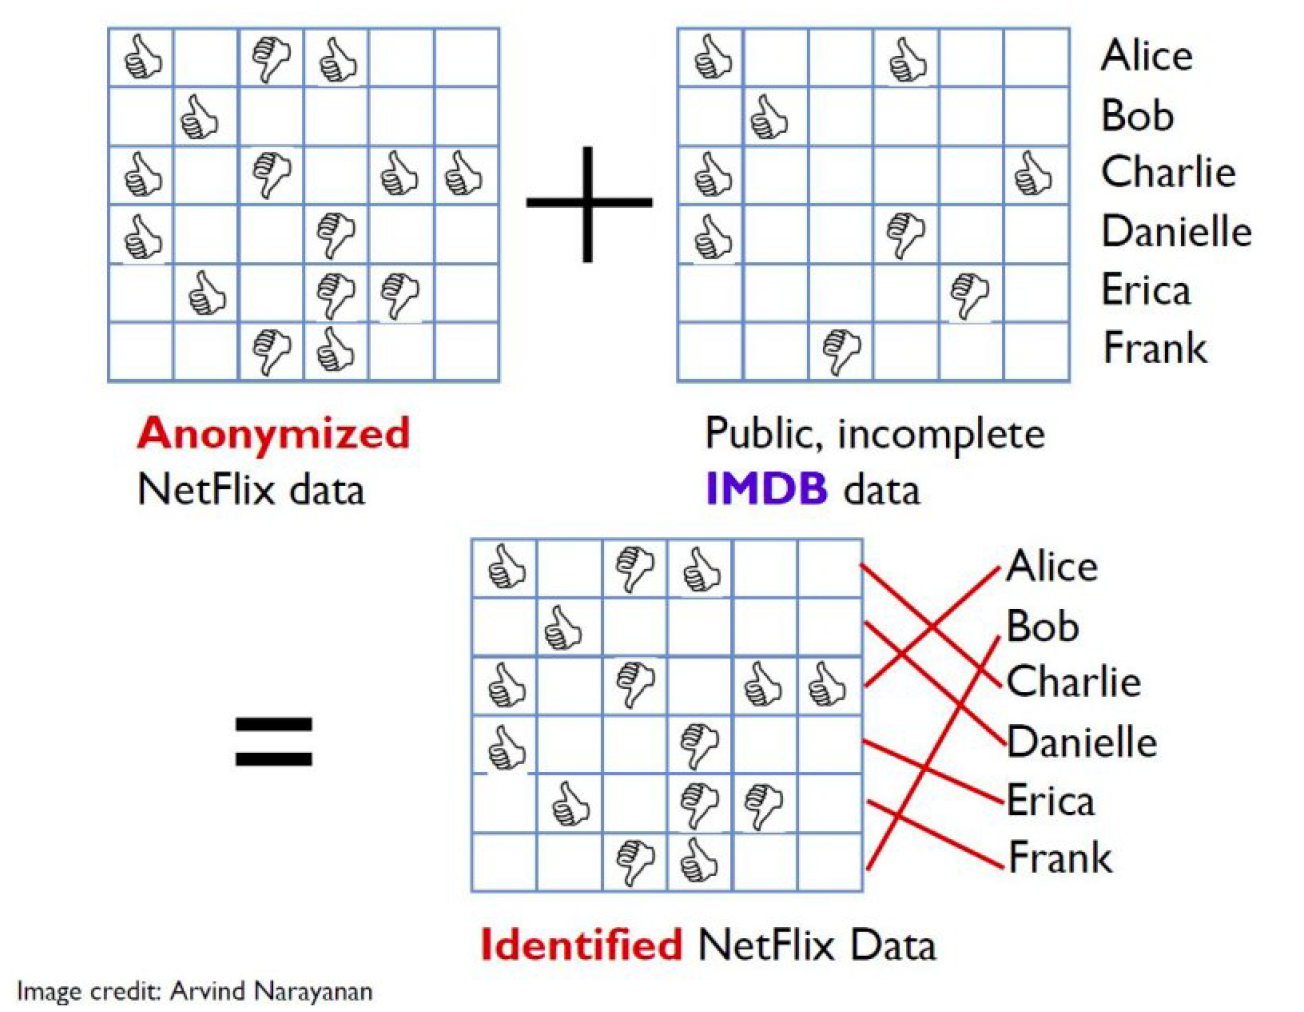 Alice
Bob
Charlie
Danielle
Erica
Frank
Anonymized
NetFlix data
Public, incomplete
IMDB data
Alice
Bob
Charlie
Danielle
Erica
Frank
Identified NetFlix Data
Image credit: Arvind Narayanan